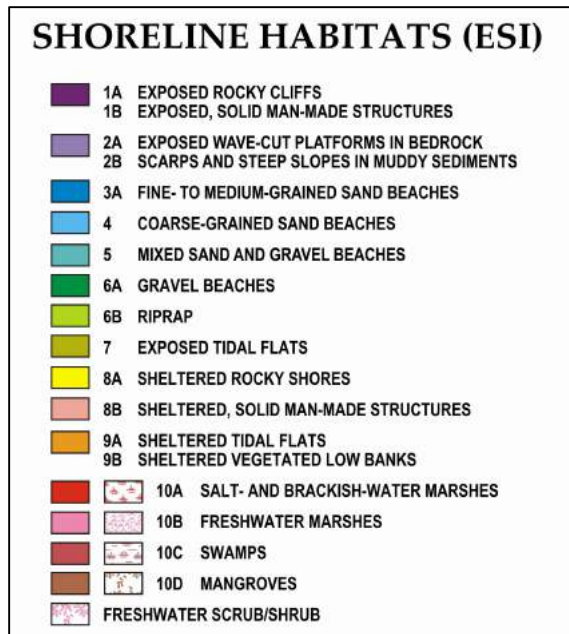 SHORELINE HABITATS (ESI)
1A EXPOSED ROCKY CLIFFS
1B EXPOSED, SOLID MAN-MADE STRUCTURES
2A EXPOSED WAVE-CUT PLATFORMS IN BEDROCK
2B SCARPS AND STEEP SLOPES IN MUDDY SEDIMENTS
3A FINE- TO MEDIUM-GRAINED SAND BEACHES
4 COARSE-GRAINED SAND BEACHES
5 MIXED SAND AND GRAVEL BEACHES
6A GRAVEL BEACHES
6B RIPRAP
7 EXPOSED TIDAL FLATS
8A SHELTERED ROCKY SHORES
8B SHELTERED, SOLID MAN-MADE STRUCTURES
9A SHELTERED TIDAL FLATS
9B SHELTERED VEGETATED LOW BANKS
10A SALT- AND BRACKISH-WATER MARSHES
10B FRESHWATER MARSHES
10C SWAMPS
10D MANGROVES
FRESHWATER SCRUB/SHRUB